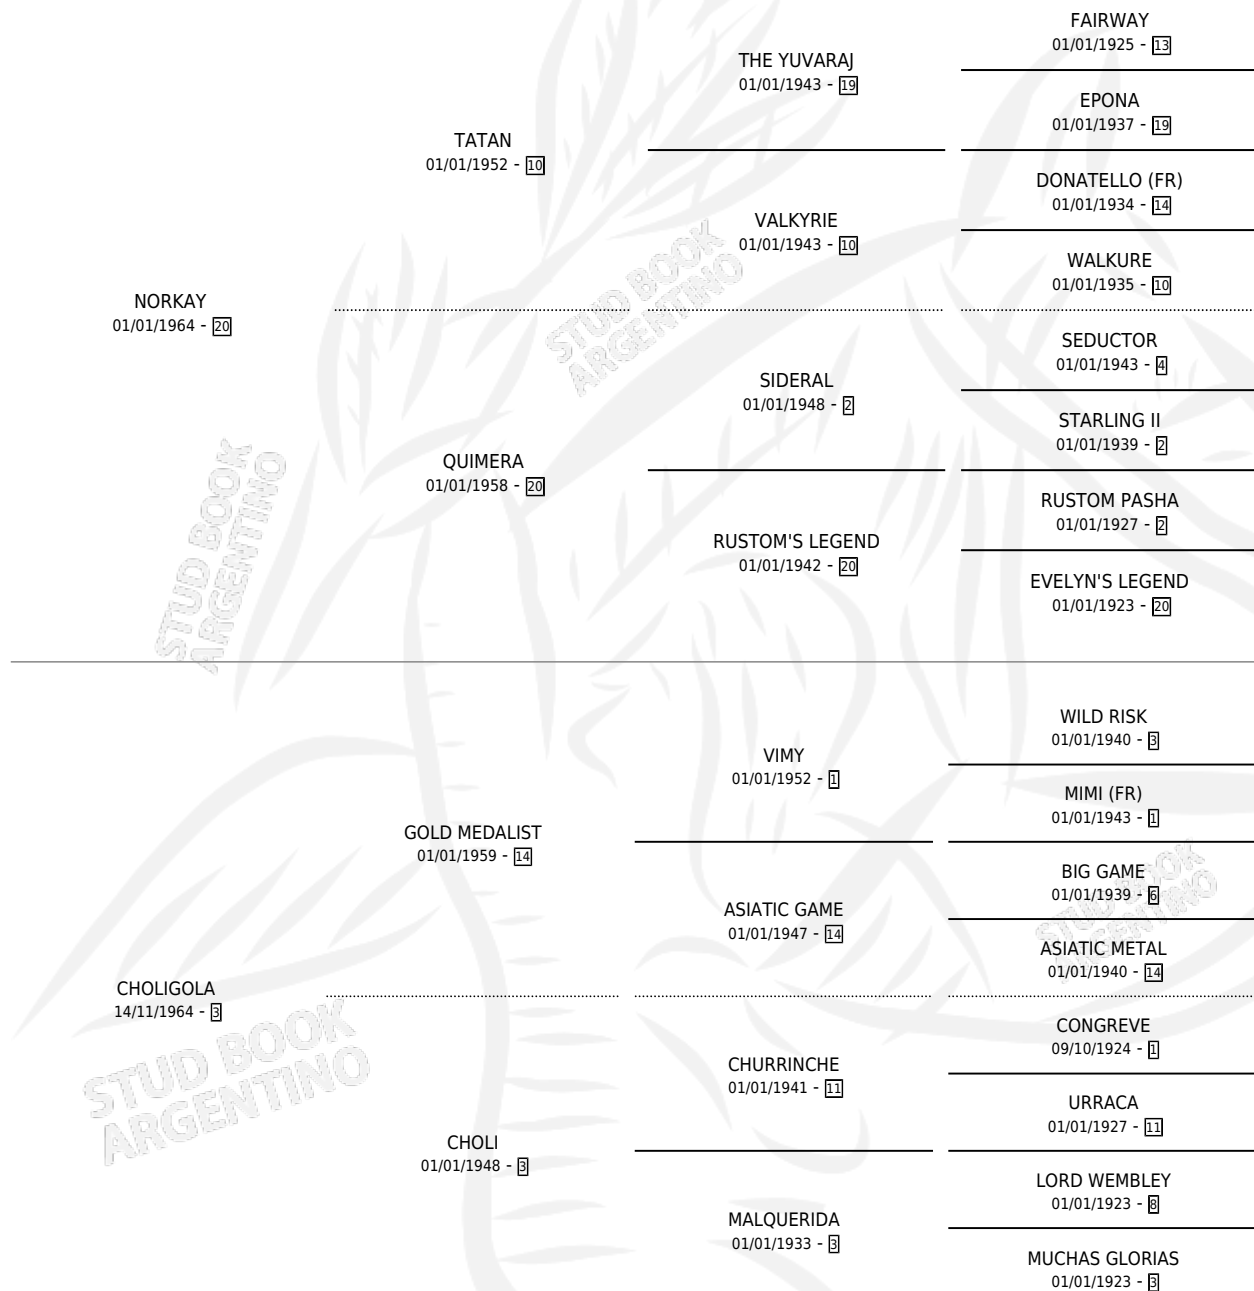 FAIRWAY
01/01/1925 - 13
THE YUVARAJ
01/01/1943 - 19
EPONA
01/01/1937 - 19
TATAN
01/01/1952 - 10
DONATELLO (FR)
01/01/1934 - 14
VALKYRIE
01/01/1943 - 10
WALKURE
01/01/1935 - 10
NORKAY
01/01/1964 - 20
SEDUCTOR
01/01/1943 - 4
SIDERAL
01/01/1948 - 2
STARLING II
01/01/1939 - 2
QUIMERA
01/01/1958 - 20
RUSTOM PASHA
01/01/1927 - 2
RUSTOM'S LEGEND
01/01/1942 - 20
EVELYN'S LEGEND
01/01/1923 - 20
WILD RISK
01/01/1940 - 3
VIMY
01/01/1952 - 1
MIMI (FR)
01/01/1943 - 1
GOLD MEDALIST
01/01/1959 - 14
BIG GAME
01/01/1939 - 6
ASIATIC GAME
01/01/1947 - 14
ASIATIC METAL
01/01/1940 - 14
CHOLIGOLA
14/11/1964 - 3
CONGREVE
09/10/1924 - 1
CHURRINCHE
01/01/1941 - 11
URRACA
01/01/1927 - 11
CHOLI
01/01/1948 - 3
LORD WEMBLEY
01/01/1923 - 8
MALQUERIDA
01/01/1933 - 3
MUCHAS GLORIAS
01/01/1923 - 3
STUD BOOK
ARGENTINO
STUD BOOK
ARGENTINO
STUD BOOK
ARGENTINO
STUD BOOK
ARGENTINO